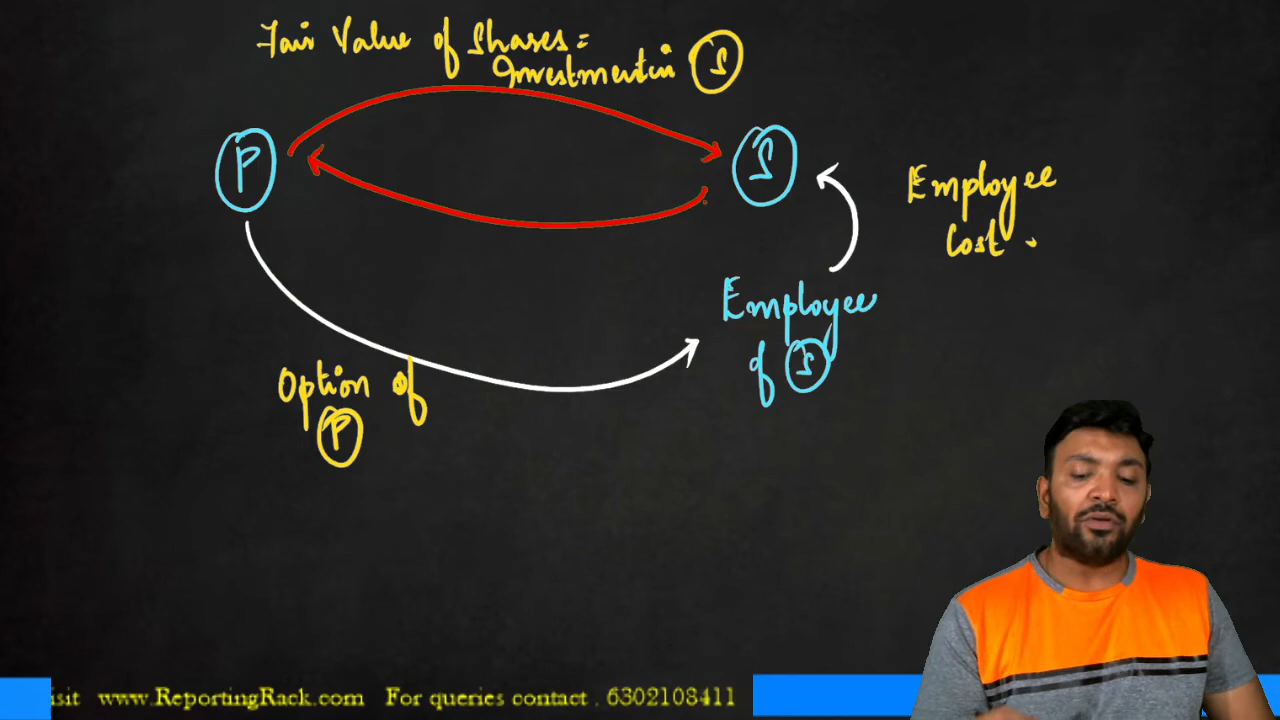 Fair Value of Shares =
Investment in S
P
S
Employee
Cost.
Employee
of S
Option of
P
isit www.ReportingRack.com For queries contact . 6302108411